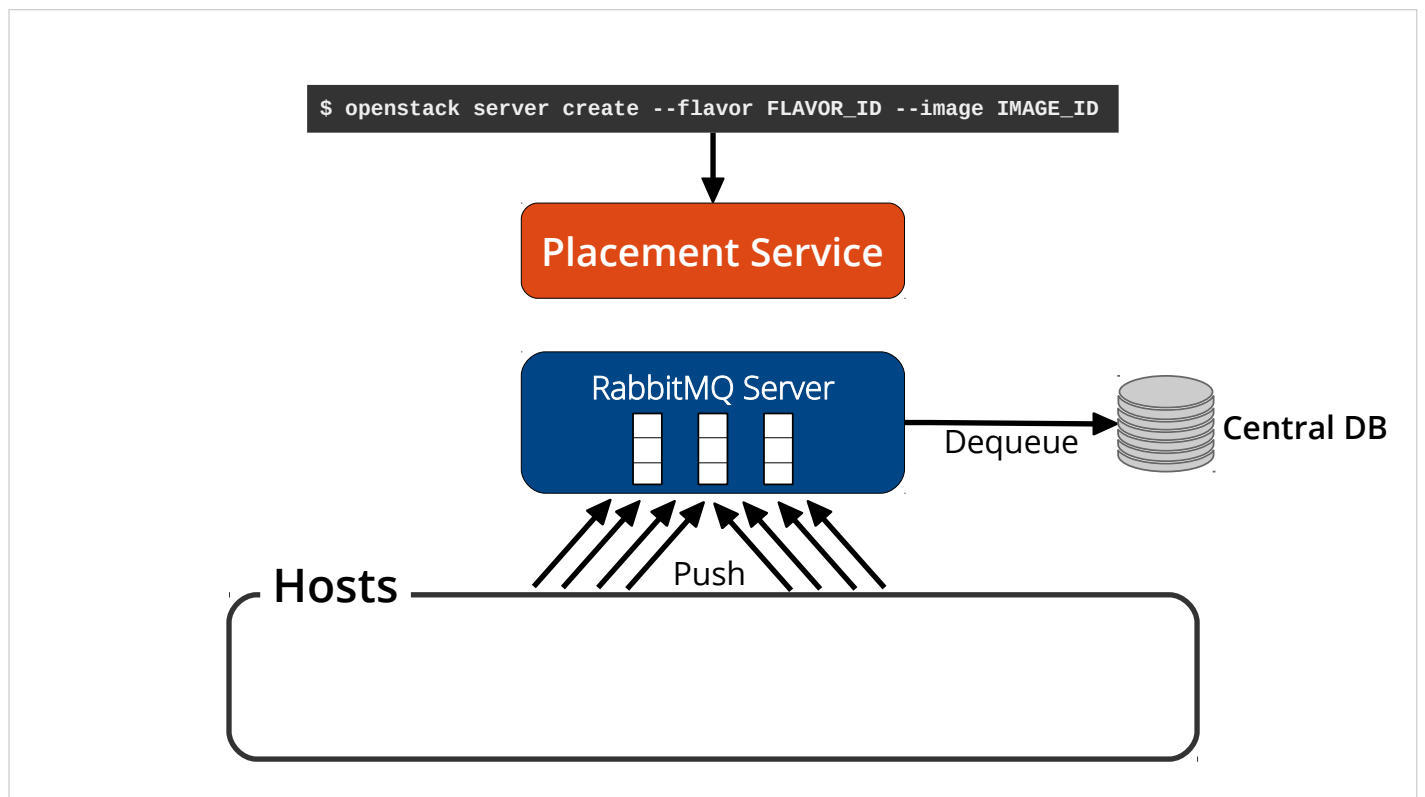 $ openstack server create --flavor FLAVOR_ID --image IMAGE_ID
Placement Service
RabbitMQ Server
Dequeue
Central DB
Push
Hosts